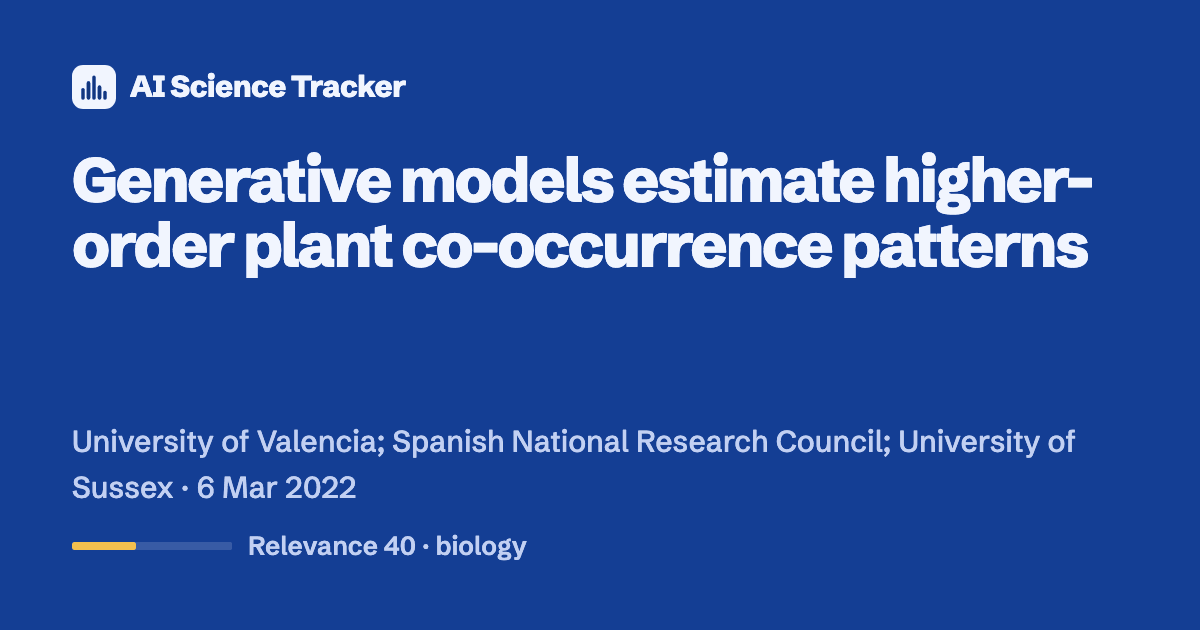 AI Science Tracker
Generative models estimate higher-
order plant co-occurrence patterns
University of Valencia; Spanish National Research Council; University of
Sussex · 6 Mar 2022
Relevance 40 · biology